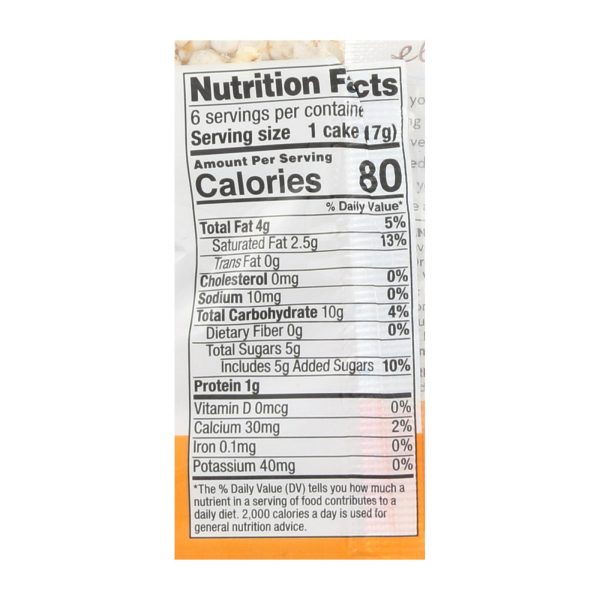 Nutrition Facts
6 servings per containe
Serving size 1 cake (17g)
Amount Per Serving
Calories 80
% Daily Value*
Total Fat 4g 5%
Saturated Fat 2.5g 13%
Trans Fat 0g
Cholesterol 0mg 0%
Sodium 10mg 0%
Total Carbohydrate 10g 4%
Dietary Fiber 0g 0%
Total Sugars 5g
Includes 5g Added Sugars 10%
Protein 1g
Vitamin D 0mcg 0%
Calcium 30mg 2%
Iron 0.1mg 0%
Potassium 40mg 0%
*The % Daily Value (DV) tells you how much a
nutrient in a serving of food contributes to a
daily diet. 2,000 calories a day is used for
general nutrition advice.